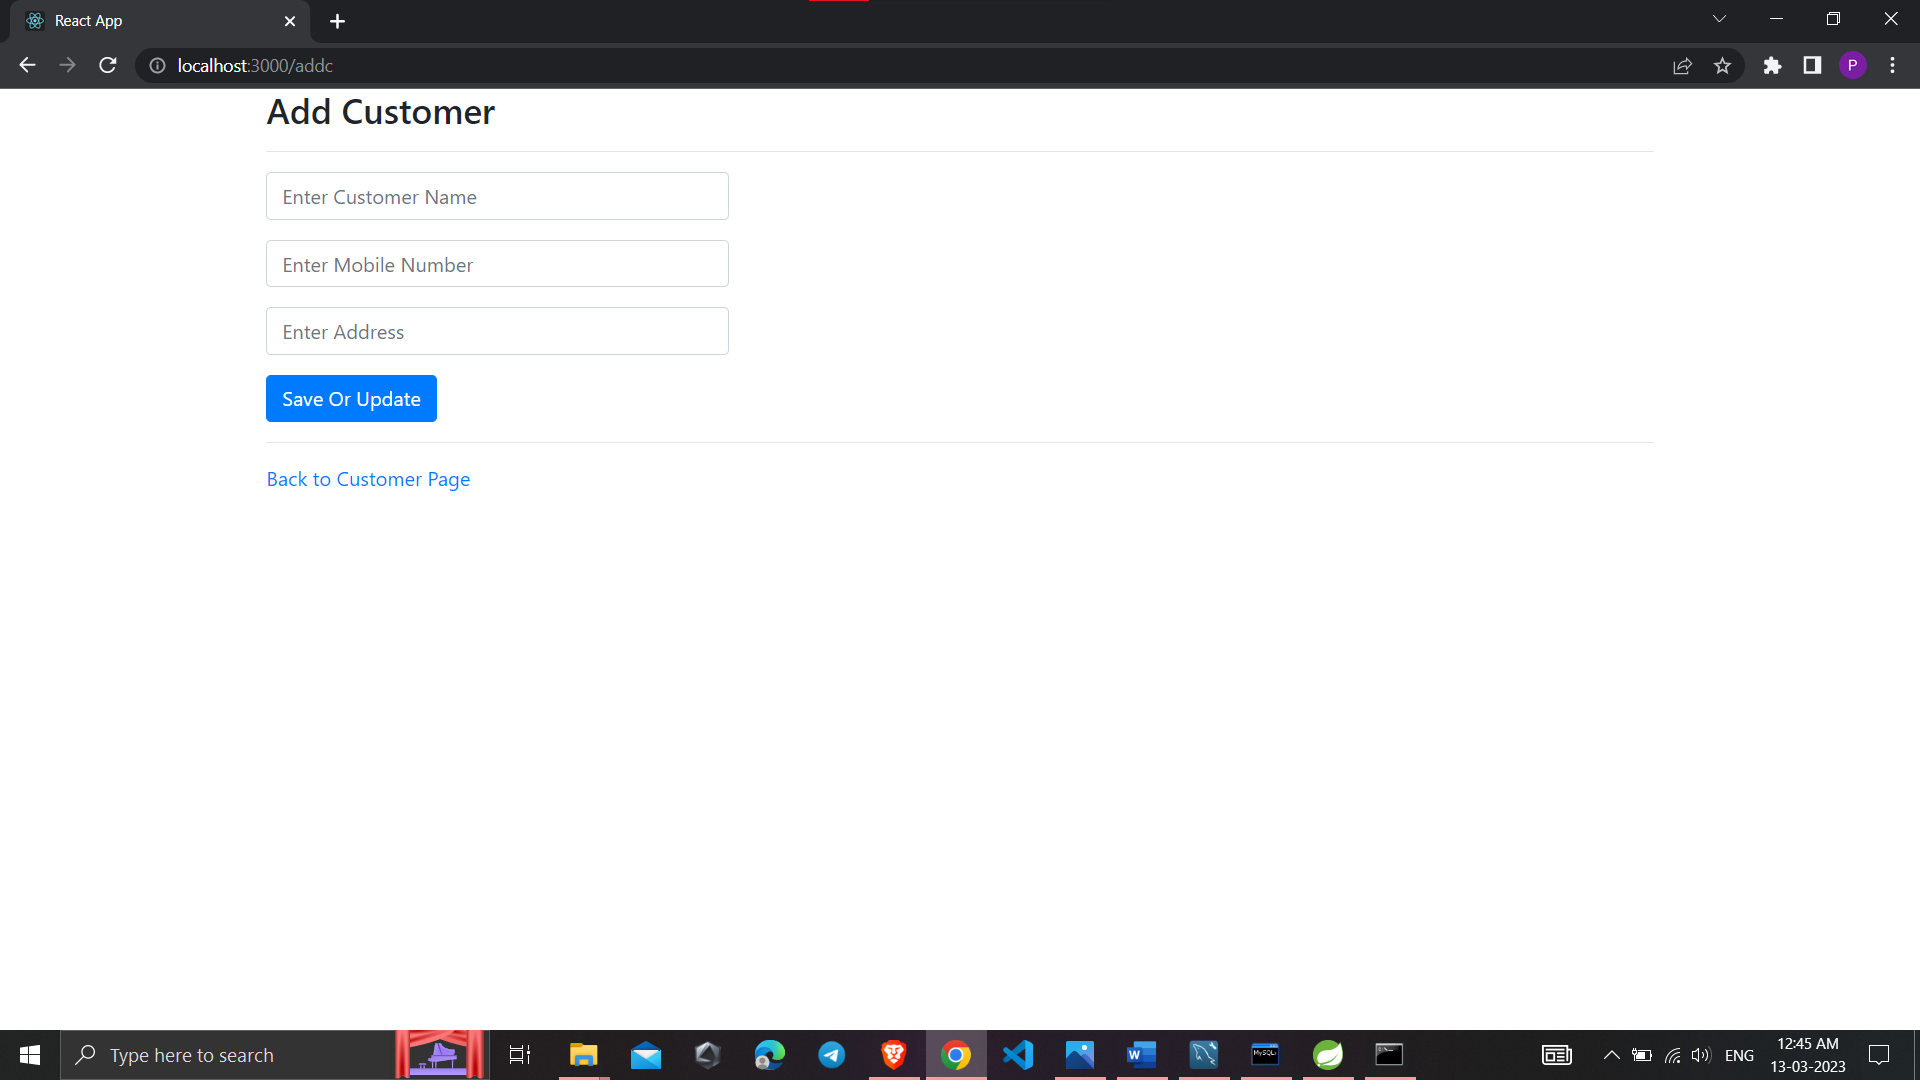 React App
localhost:3000/addc
P
Add Customer
Enter Customer Name
Enter Mobile Number
Enter Address
Save Or Update
Back to Customer Page
Type here to search
W
MySQL
ENG
12:45 AM
13-03-2023